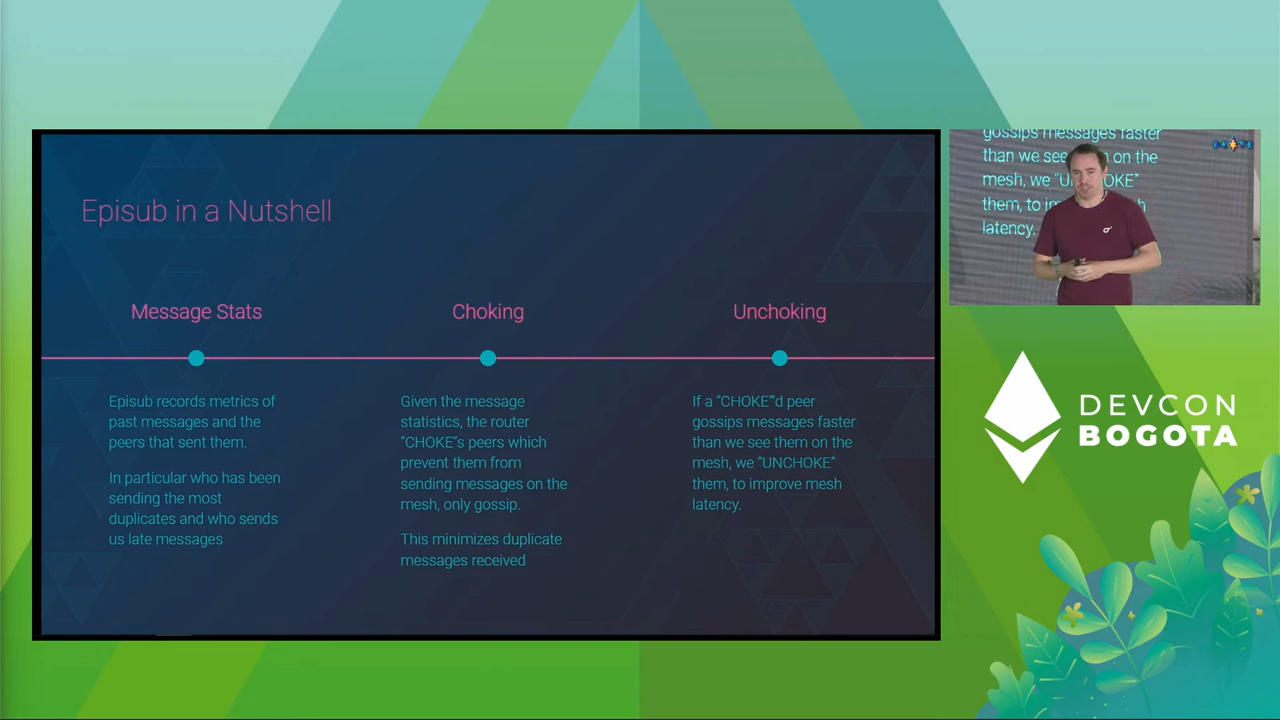 Episub in a Nutshell
Message Stats
Episub records metrics of
past messages and the
peers that sent them.
In particular who has been
sending the most
duplicates and who sends
us late messages
Choking
Given the message
statistics, the router
"CHOKE"s peers which
prevent them from
sending messages on the
mesh, only gossip.
This minimizes duplicate
messages received
Unchoking
If a "CHOKE"'d peer
gossips messages faster
than we see them on the
mesh, we "UNCHOKE"
them, to improve mesh
latency.
gossips messages faster
than we see on the
mesh, we
them, to
latency.
DEVCON
BOGOTA